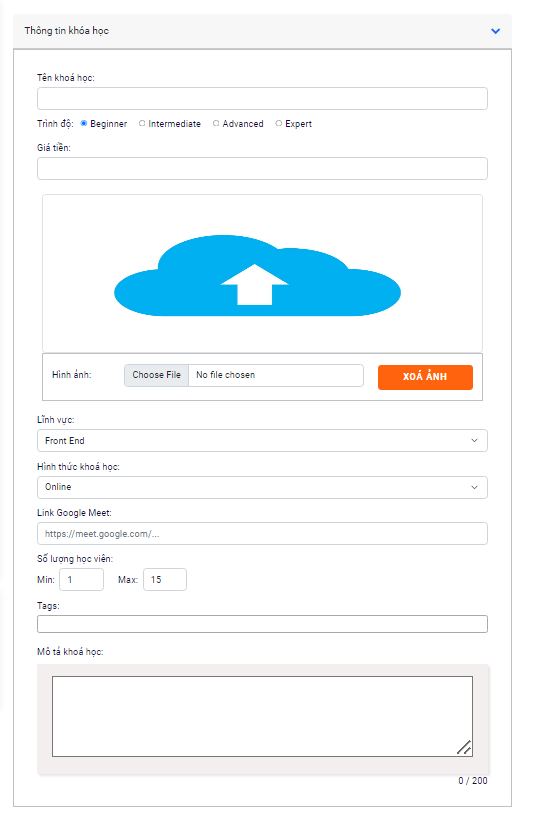 Thông tin khóa học
Tên khoá học:
Trình độ: Beginner Intermediate Advanced Expert
Giá tiền:
Hình ảnh: Choose File No file chosen XOÁ ẢNH
Lĩnh vực:
Front End
Hình thức khoá học:
Online
Link Google Meet:
https://meet.google.com/...
Số lượng học viên:
Min: 1 Max: 15
Tags:
Mô tả khoá học:
0 / 200